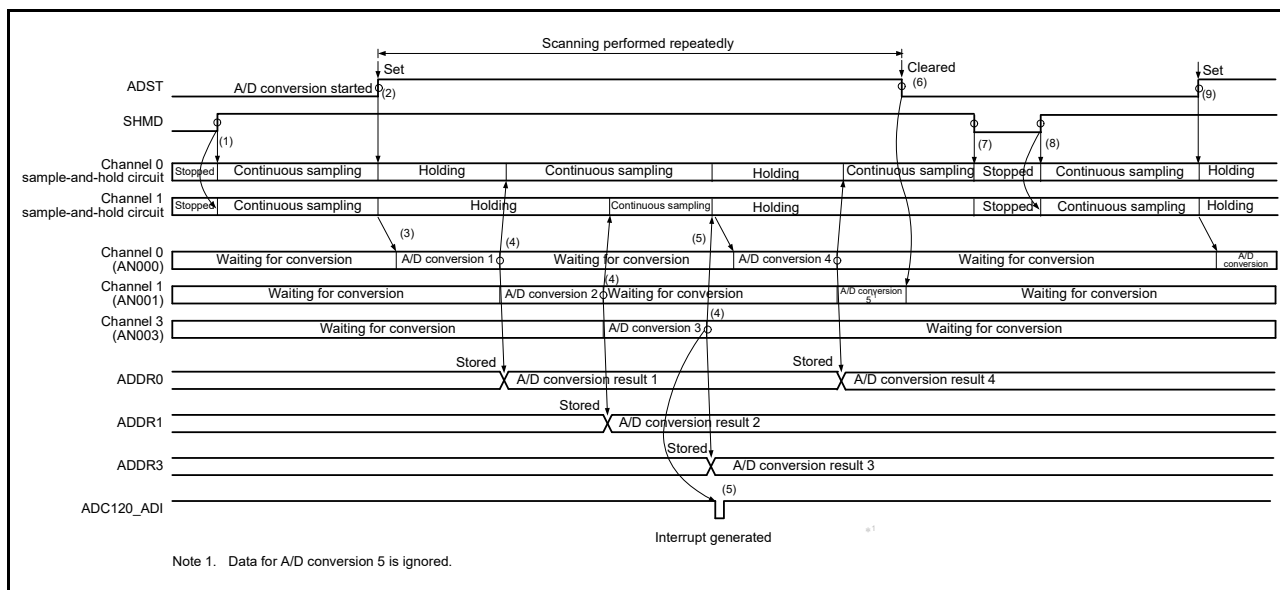 Scanning performed repeatedly
Set
Cleared
Set
ADST
A/D conversion started
(2)
(6)
(9)
SHMD
(1)
(7)
(8)
Channel 0
sample-and-hold circuit
Stopped
Continuous sampling
Holding
Continuous sampling
Holding
Continuous sampling
Stopped
Continuous sampling
Holding
Channel 1
sample-and-hold circuit
Stopped
Continuous sampling
Holding
Continuous sampling
Holding
Stopped
Continuous sampling
Holding
(3)
(4)
(5)
Channel 0
(AN000)
Waiting for conversion
A/D conversion 1
Waiting for conversion
A/D conversion 4
Waiting for conversion
A/D
conversion
(4)
Channel 1
(AN001)
Waiting for conversion
A/D conversion 2
Waiting for conversion
A/D conversion
5
Waiting for conversion
(4)
Channel 3
(AN003)
Waiting for conversion
A/D conversion 3
Waiting for conversion
Stored
Stored
ADDR0
A/D conversion result 1
A/D conversion result 4
Stored
ADDR1
A/D conversion result 2
Stored
ADDR3
A/D conversion result 3
(5)
ADC120_ADI
Interrupt generated
*1
Note 1. Data for A/D conversion 5 is ignored.